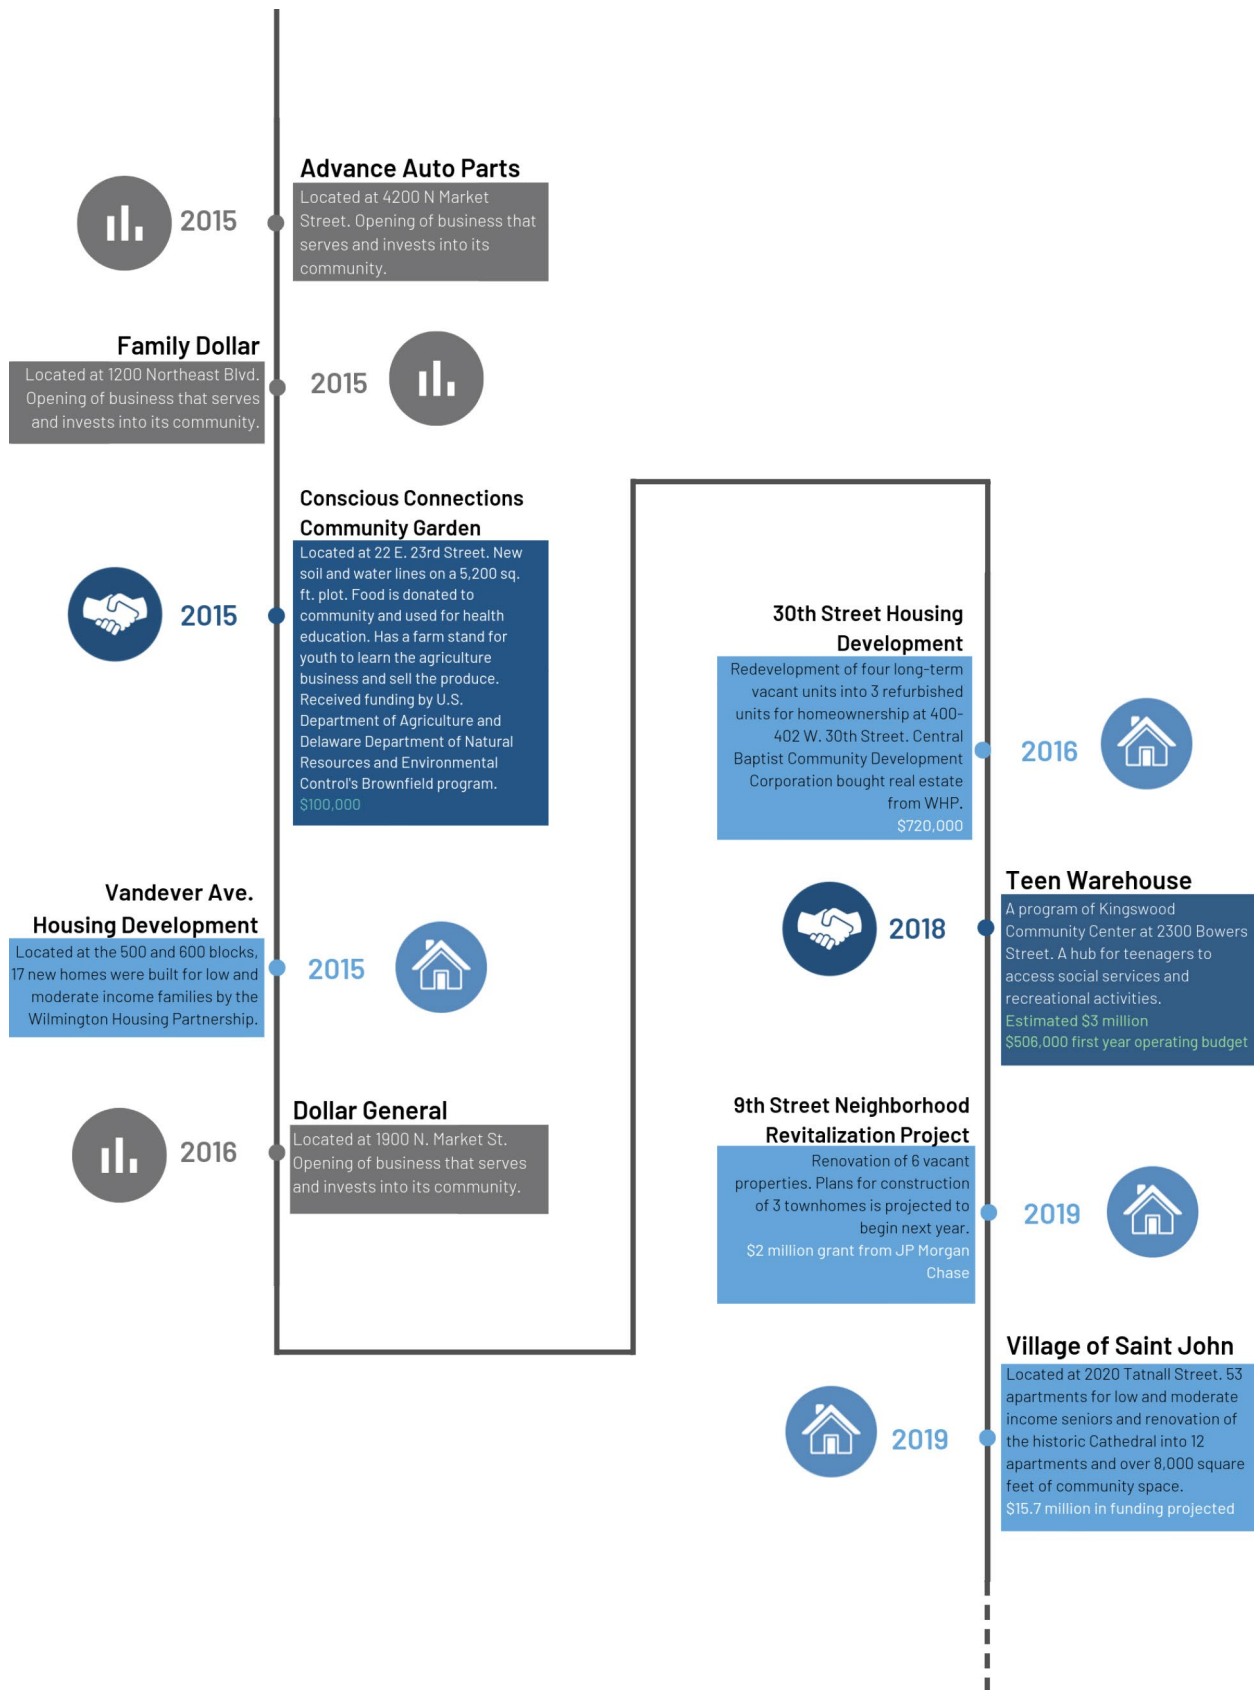 Advance Auto Parts
2015
Located at 4200 N Market
Street. Opening of business that
serves and invests into its
community.
Family Dollar
Located at 1200 Northeast Blvd.
Opening of business that serves
and invests into its community.
2015
Conscious Connections
Community Garden
2015
Located at 22 E. 23rd Street. New
soil and water lines on a 5,200 sq.
ft. plot. Food is donated to
community and used for health
education. Has a farm stand for
youth to learn the agriculture
business and sell the produce.
Received funding by U.S.
Department of Agriculture and
Delaware Department of Natural
Resources and Environmental
Control's Brownfield program.
$100,000
Vandever Ave.
Housing Development
Located at the 500 and 600 blocks,
17 new homes were built for low and
moderate income families by the
Wilmington Housing Partnership.
2015
Dollar General
2016
Located at 1900 N. Market St.
Opening of business that serves
and invests into its community.
30th Street Housing
Development
Redevelopment of four long-term
vacant units into 3 refurbished
units for homeownership at 400-
402 W. 30th Street. Central
Baptist Community Development
Corporation bought real estate
from WHP.
$720,000
2016
Teen Warehouse
2018
A program of Kingswood
Community Center at 2300 Bowers
Street. A hub for teenagers to
access social services and
recreational activities.
Estimated $3 million
$506,000 first year operating budget
9th Street Neighborhood
Revitalization Project
Renovation of 6 vacant
properties. Plans for construction
of 3 townhomes is projected to
begin next year.
$2 million grant from JP Morgan
Chase
2019
Village of Saint John
2019
Located at 2020 Tatnall Street. 53
apartments for low and moderate
income seniors and renovation of
the historic Cathedral into 12
apartments and over 8,000 square
feet of community space.
$15.7 million in funding projected